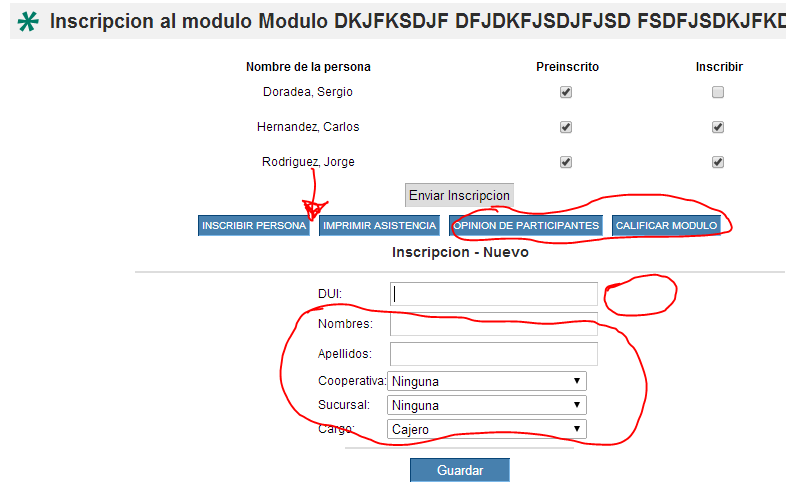 Inscripcion al modulo Modulo DKJFKSDJF DFJDKFJSDJFJSD FSDFJSDKJFKD
Nombre de la persona Preinscrito Inscribir
Doradea, Sergio
Hernandez, Carlos
Rodriguez, Jorge
Enviar Inscripcion
INSCRIBIR PERSONA IMPRIMIR ASISTENCIA OPINION DE PARTICIPANTES CALIFICAR MODULO
Inscripcion - Nuevo
DUI:
Nombres:
Apellidos:
Cooperativa: Ninguna
Sucursal: Ninguna
Cargo: Cajero
Guardar